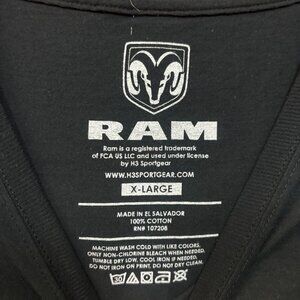 RAM
Ram is a registered trademark
of FCA US LLC and used under license
by H3 Sportgear
WWW.H3SPORTGEAR.COM
X-LARGE
MADE IN EL SALVADOR
100% COTTON
RN# 107208
MACHINE WASH COLD WITH LIKE COLORS.
ONLY NON-CHLORINE BLEACH WHEN NEEDED.
TUMBLE DRY LOW. COOL IRON IF NEEDED.
DO NOT IRON ON PRINT. DO NOT DRY CLEAN.